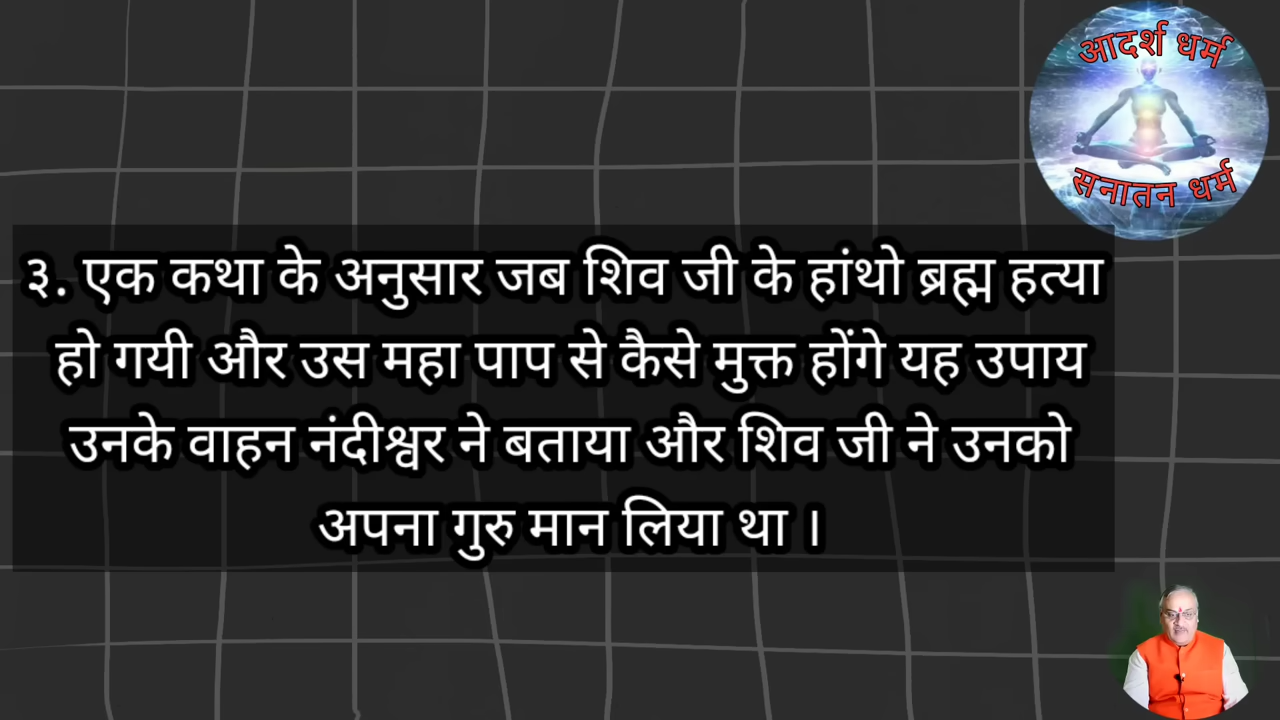 आदर्श धर्म
सनातन धर्म
३. एक कथा के अनुसार जब शिव जी के हांथो ब्रह्म हत्या
हो गयी और उस महा पाप से कैसे मुक्त होंगे यह उपाय
उनके वाहन नंदीश्वर ने बताया और शिव जी ने उनको
अपना गुरु मान लिया था ।